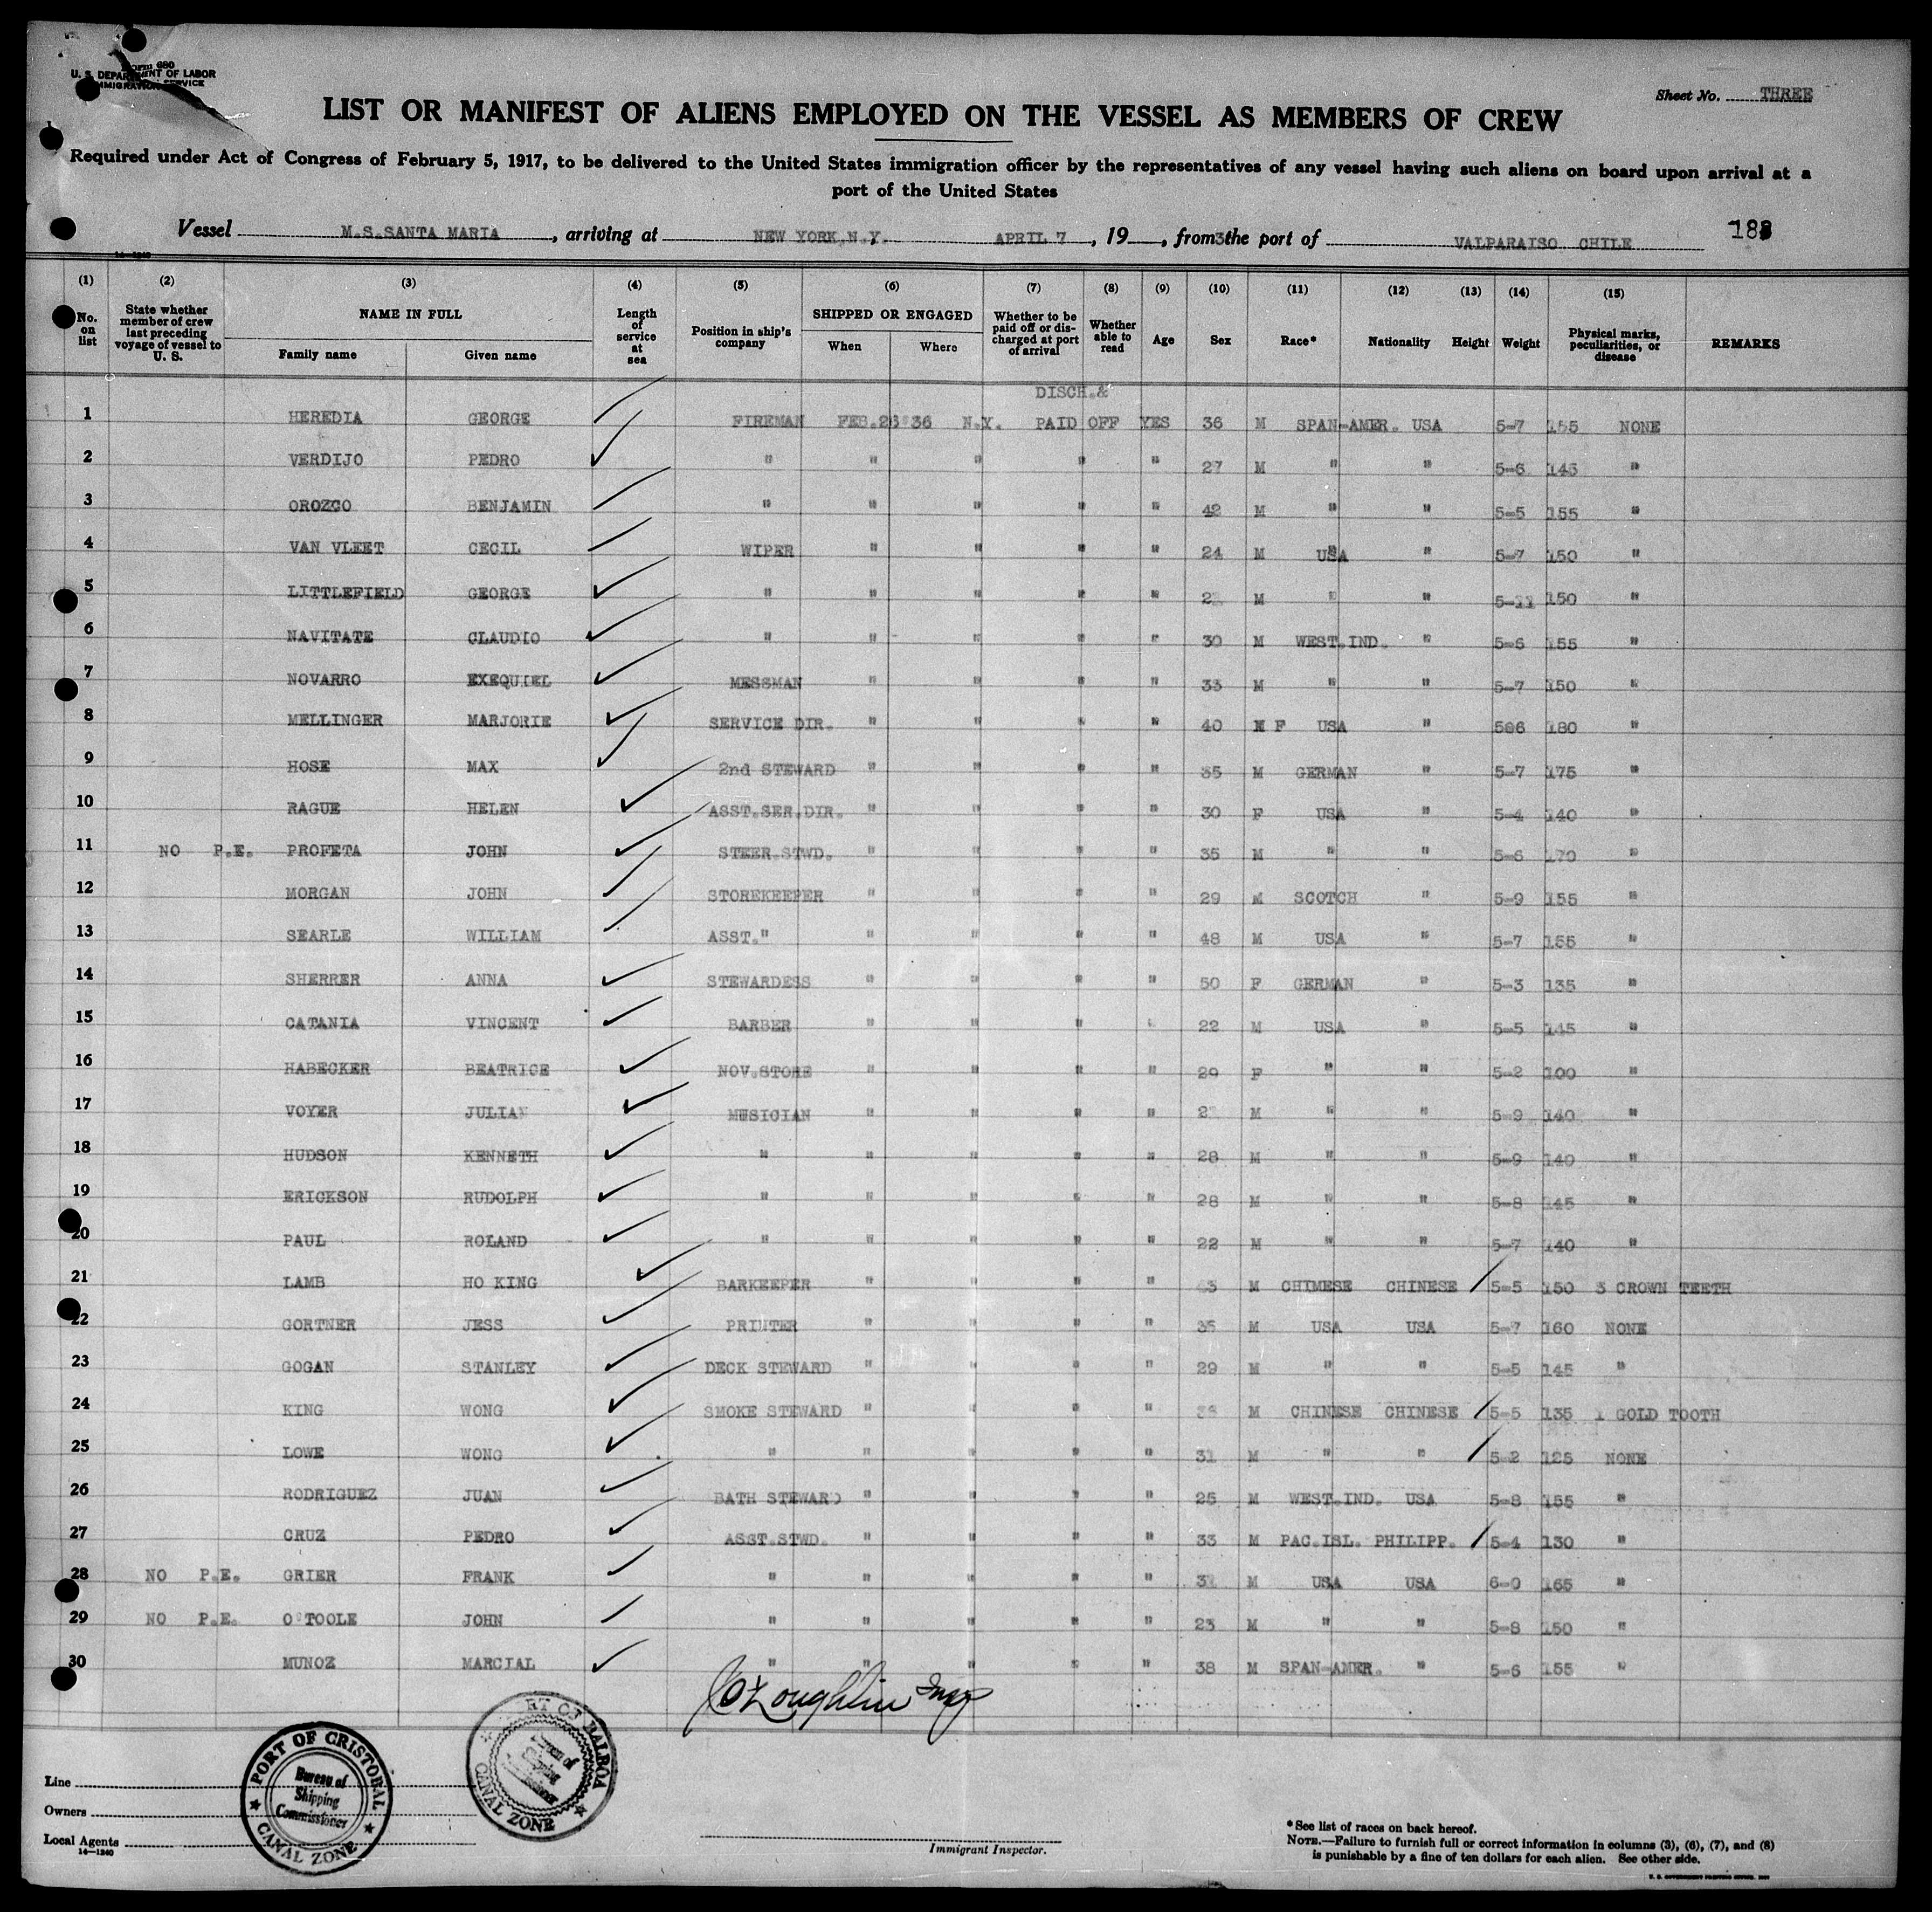 Form 680
U. S. DEPARTMENT OF LABOR
IMMIGRATION SERVICE
Sheet No. THREE
LIST OR MANIFEST OF ALIENS EMPLOYED ON THE VESSEL AS MEMBERS OF CREW
Required under Act of Congress of February 5, 1917, to be delivered to the United States immigration officer by the representatives of any vessel having such aliens on board upon arrival at a
port of the United States
Vessel M.S.SANTA MARIA, arriving at NEW YORK,N.Y. APRIL 7, 19, from the port of VALPARAISO CHILE
14—1240
(1) (2) (3) (4) (5) (6) (7) (8) (9) (10) (11) (12) (13) (14) (15)
No. on list State whether member of crew last preceding voyage of vessel to U. S. NAME IN FULL Family name Given name Length of service at sea Position in ship's company SHIPPED OR ENGAGED When Where Whether to be paid off or discharged at port of arrival Whether able to read Age Sex Race* Nationality Height Weight Physical marks, peculiarities, or disease REMARKS
DISCH.&
1 HEREDIA GEORGE FIREMAN FEB.26'36 N.Y. PAID OFF YES 36 M SPAN-AMER. USA 5-7 155 NONE
2 VERDIJO PEDRO " " " " " 27 M " " 5-6 145 "
3 OROZCO BENJAMIN " " " " " 42 M " " 5-5 155 "
4 VAN VLEET CECIL WIPER " " " " 24 M USA " 5-7 150 "
5 LITTLEFIELD GEORGE " " " " " M " " 5-11 150 "
6 NAVITATE CLAUDIO " " " " " 30 M WEST.IND. " 5-6 155 "
7 NOVARRO EXEQUIEL MESSMAN " " " " 33 M " " 5-7 150 "
8 MELLINGER MARJORIE SERVICE DIR. " " " " 40 F USA " 506 180 "
9 HOSE MAX 2nd STEWARD " " " " 35 M GERMAN " 5-7 175 "
10 RAGUE HELEN ASST.SER.DIR. " " " " 30 F USA " 5-4 140 "
11 NO P.E. PROFETA JOHN STEER.STWD. " " " " 35 M " " 5-6 170 "
12 MORGAN JOHN STOREKEEPER " " " " 29 M SCOTCH " 5-9 155 "
13 SEARLE WILLIAM ASST." " " " " 48 M USA " 5-7 155 "
14 SHERRER ANNA STEWARDESS " " " " 50 F GERMAN " 5-3 135 "
15 CATANIA VINCENT BARBER " " " " 22 M USA " 5-5 145 "
16 HABECKER BEATRICE NOV.STORE " " " " 29 F " " 5-2 100 "
17 VOYER JULIAN MUSICIAN " " " " M " " 5-9 140 "
18 HUDSON KENNETH " " " " " 28 M " " 5-9 140 "
19 ERICKSON RUDOLPH " " " " " 28 M " " 5-8 145 "
20 PAUL ROLAND " " " " " 22 M " " 5-7 140 "
21 LAMB HO KING BARKEEPER " " " " M CHINESE CHINESE 5-5 150 3 CROWN TEETH
22 GORTNER JESS PRINTER " " " " 35 M USA USA 5-7 160 NONE
23 GOGAN STANLEY DECK STEWARD " " " " 29 M " " 5-5 145 "
24 KING WONG SMOKE STEWARD " " " " M CHINESE CHINESE 5-5 135 1 GOLD TOOTH
25 LOWE WONG " " " " " 31 M " " 5-2 125 NONE
26 RODRIGUEZ JUAN BATH STEWARD " " " " 25 M WEST.IND. USA 5-8 155 "
27 CRUZ PEDRO ASST.STWD. " " " " 33 M PAC.ISL. PHILIPP. 5-4 130 "
28 NO P.E. GRIER FRANK " " " " " M USA USA 6-0 165 "
29 NO P.E. O'TOOLE JOHN " " " " " 23 M " " 5-8 150 "
30 MUNOZ MARCIAL " " " " " 38 M SPAN-AMER. " 5-6 155 "
Line
Owners
Local Agents
14—1240
PORT OF CRISTOBAL
Bureau of
Shipping
Commissioner
CANAL ZONE
BALBOA
CANAL ZONE
Immigrant Inspector.
*See list of races on back hereof.
NOTE.—Failure to furnish full or correct information in columns (3), (6), (7), and (8)
is punishable by a fine of ten dollars for each alien. See other side.